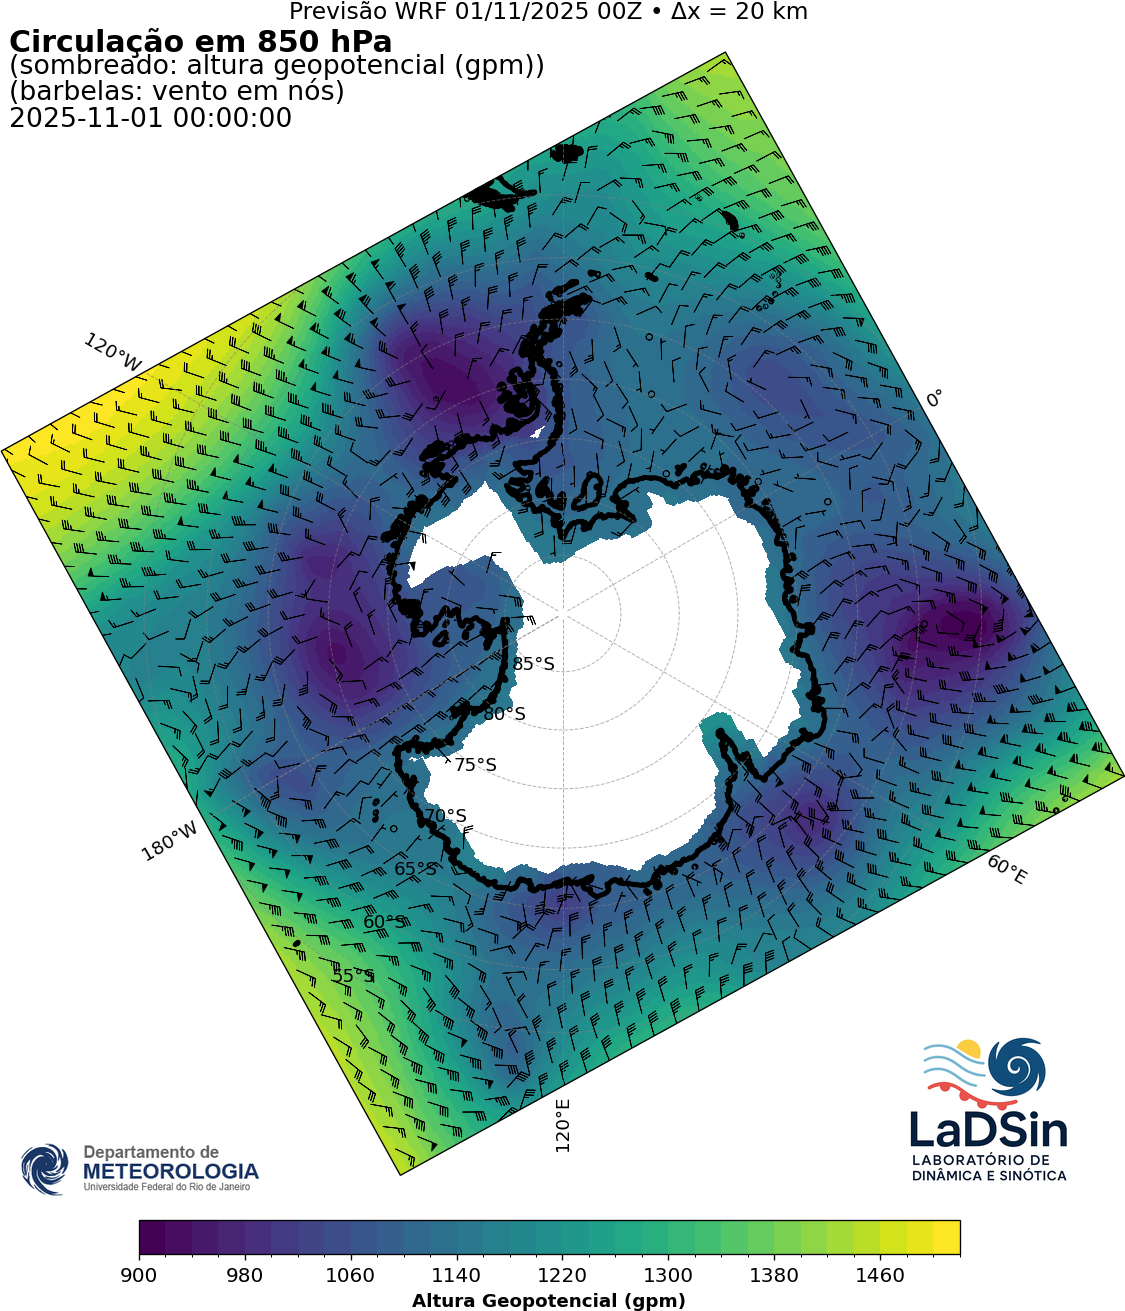 Previsão WRF 01/11/2025 00Z • Δx = 20 km
Circulação em 850 hPa
(sombreado: altura geopotencial (gpm))
(barbelas: vento em nós)
2025-11-01 00:00:00
120°W
0°
85°S
80°S
75°S
70°S
180°W
65°S
60°E
60°S
55°S
120°E
LaDSin
LABORATÓRIO DE
DINÂMICA E SINÓTICA
Departamento de
METEOROLOGIA
Universidade Federal do Rio de Janeiro
900 980 1060 1140 1220 1300 1380 1460
Altura Geopotencial (gpm)